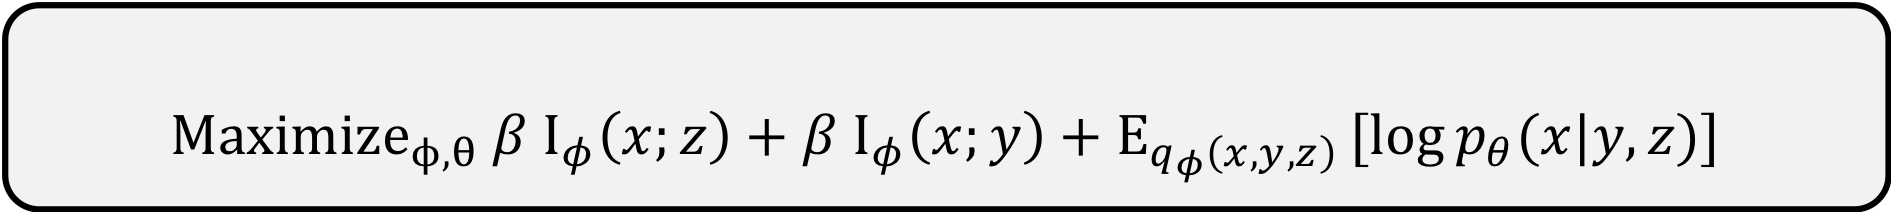 Maximize_{ϕ,θ} β I_ϕ(x; z) + β I_ϕ(x; y) + E_{q_ϕ(x,y,z)} [log p_θ(x|y, z)]